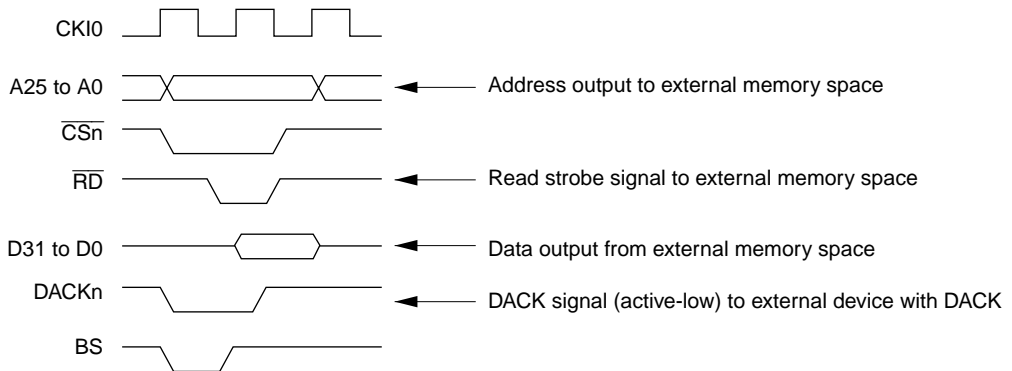 CKI0
A25 to A0
Address output to external memory space
CSn
RD
Read strobe signal to external memory space
D31 to D0
Data output from external memory space
DACKn
DACK signal (active-low) to external device with DACK
BS